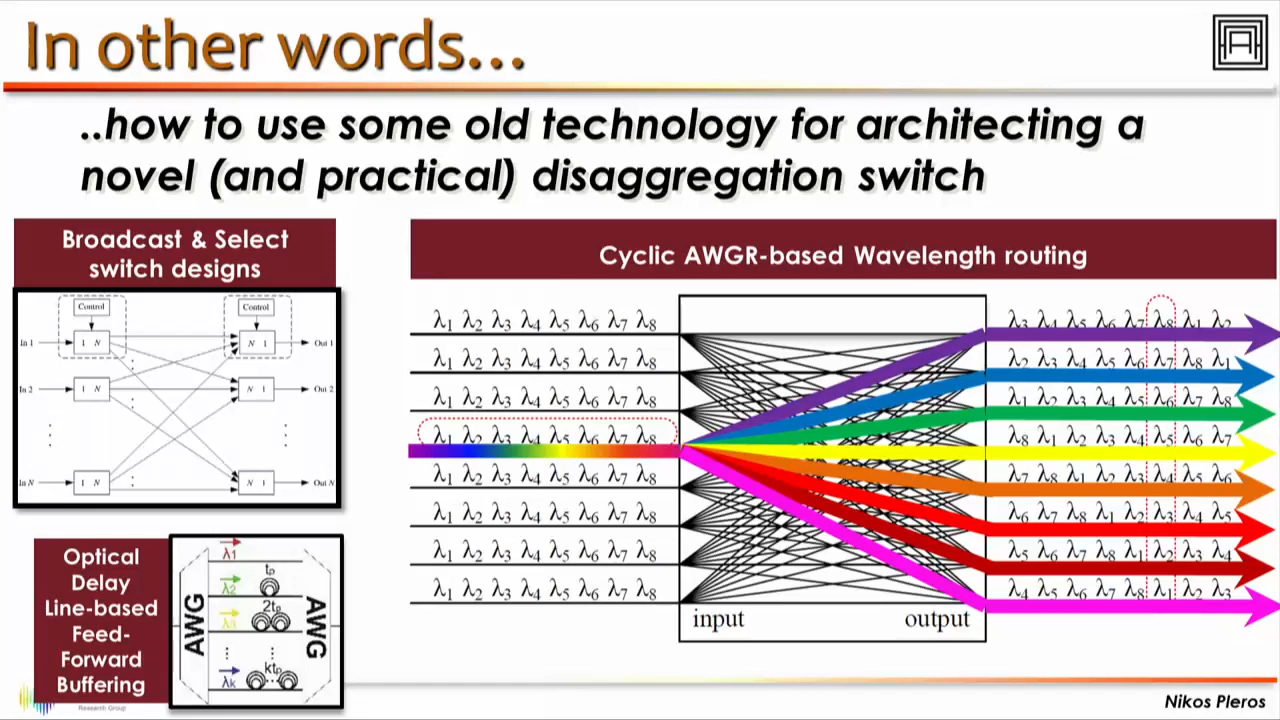 In other words...
..how to use some old technology for architecting a
novel (and practical) disaggregation switch
Broadcast & Select
switch designs
Control
Control
In 1
1 N
N 1
Out 1
In 2
1 N
N 1
Out 2
In N
1 N
N 1
Out N
Optical
Delay
Line-based
Feed-
Forward
Buffering
AWG
λ1
tp
λ2
2tp
ktp
λk
AWG
Cyclic AWGR-based Wavelength routing
λ1 λ2 λ3 λ4 λ5 λ6 λ7 λ8
λ1 λ2 λ3 λ4 λ5 λ6 λ7 λ8
λ1 λ2 λ3 λ4 λ5 λ6 λ7 λ8
λ1 λ2 λ3 λ4 λ5 λ6 λ7 λ8
λ1 λ2 λ3 λ4 λ5 λ6 λ7 λ8
λ1 λ2 λ3 λ4 λ5 λ6 λ7 λ8
λ1 λ2 λ3 λ4 λ5 λ6 λ7 λ8
λ1 λ2 λ3 λ4 λ5 λ6 λ7 λ8
input
output
λ3 λ4 λ5 λ6 λ7 λ8 λ1 λ2
λ2 λ3 λ4 λ5 λ6 λ7 λ8 λ1
λ1 λ2 λ3 λ4 λ5 λ6 λ7 λ8
λ8 λ1 λ2 λ3 λ4 λ5 λ6 λ7
λ7 λ8 λ1 λ2 λ3 λ4 λ5 λ6
λ6 λ7 λ8 λ1 λ2 λ3 λ4 λ5
λ5 λ6 λ7 λ8 λ1 λ2 λ3 λ4
λ4 λ5 λ6 λ7 λ8 λ1 λ2 λ3
Research Group
Nikos Pleros